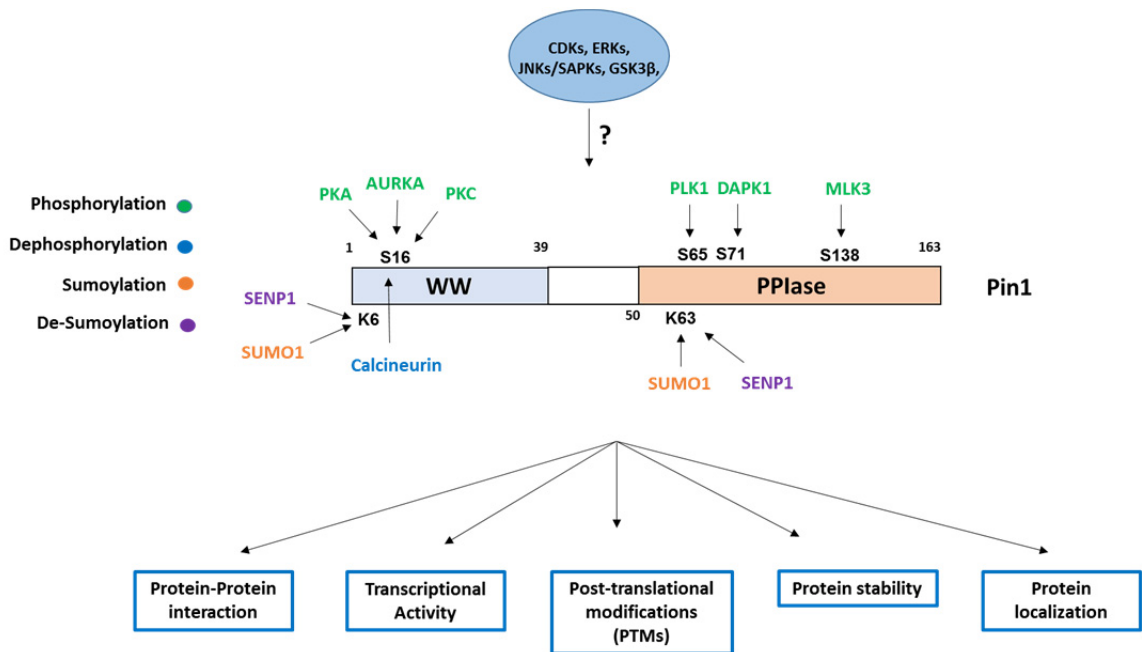 CDKs, ERKs,
JNKs/SAPKs, GSK3β,
?
PKA
AURKA
PKC
PLK1
DAPK1
MLK3
Phosphorylation
Dephosphorylation
Sumoylation
De-Sumoylation
1
S16
39
S65
S71
S138
163
WW
PPIase
Pin1
SENP1
K6
50
K63
SUMO1
Calcineurin
SUMO1
SENP1
Protein-Protein
interaction
Transcriptional
Activity
Post-translational
modifications
(PTMs)
Protein stability
Protein
localization